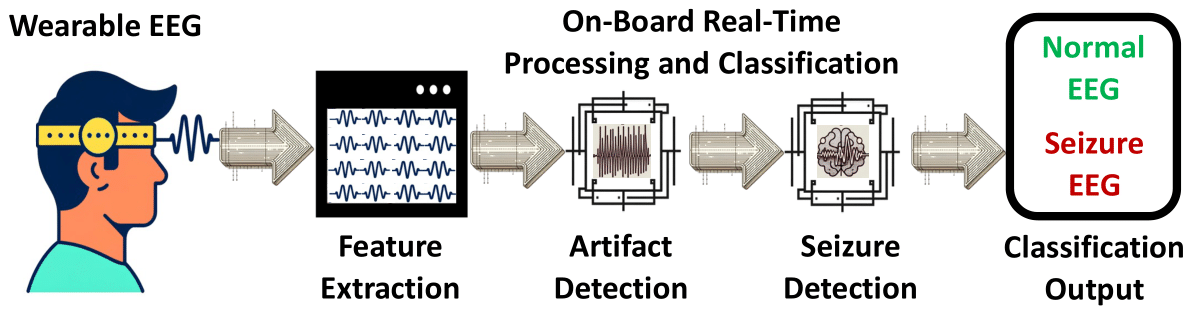 Wearable EEG
On-Board Real-Time
Processing and Classification
Feature
Extraction
Artifact
Detection
Seizure
Detection
Normal
EEG
Seizure
EEG
Classification
Output